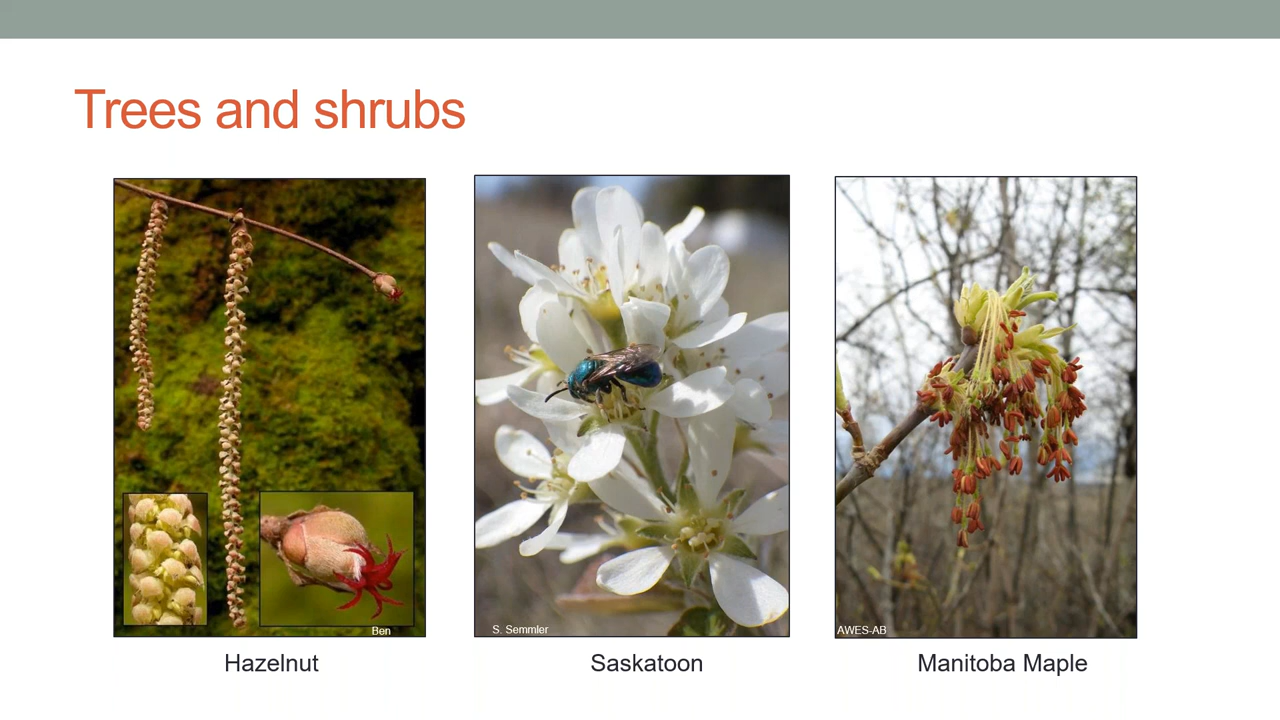 Trees and shrubs
Ben
S. Semmler
AWES-AB
Hazelnut
Saskatoon
Manitoba Maple